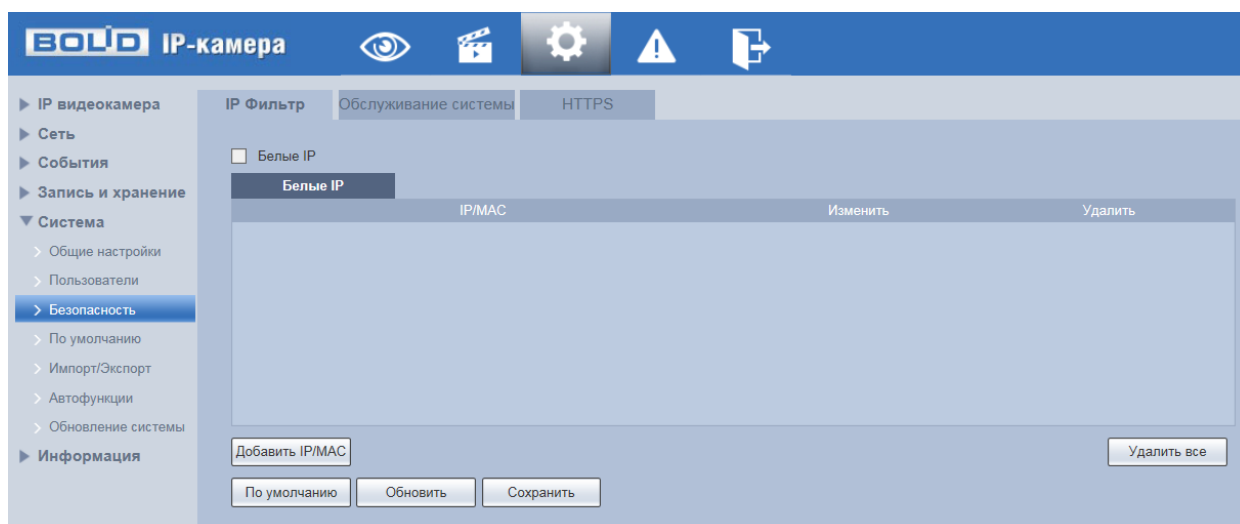 BOLID IP-камера
IP видеокамера
Сеть
События
Запись и хранение
Система
Общие настройки
Пользователи
Безопасность
По умолчанию
Импорт/Экспорт
Автофункции
Обновление системы
Информация
IP Фильтр Обслуживание системы HTTPS
Белые IP
Белые IP
IP/MAC Изменить Удалить
Добавить IP/MAC Удалить все
По умолчанию Обновить Сохранить